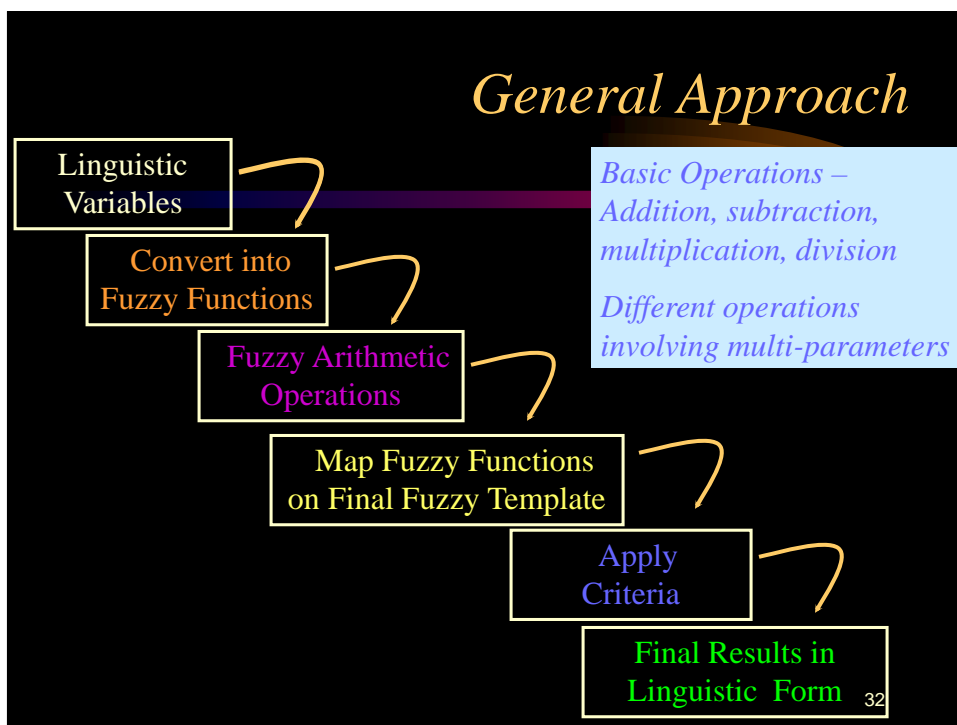 General Approach
Linguistic
Variables
Basic Operations –
Addition, subtraction,
multiplication, division
Different operations
involving multi-parameters
Convert into
Fuzzy Functions
Fuzzy Arithmetic
Operations
Map Fuzzy Functions
on Final Fuzzy Template
Apply
Criteria
Final Results in
Linguistic Form
32